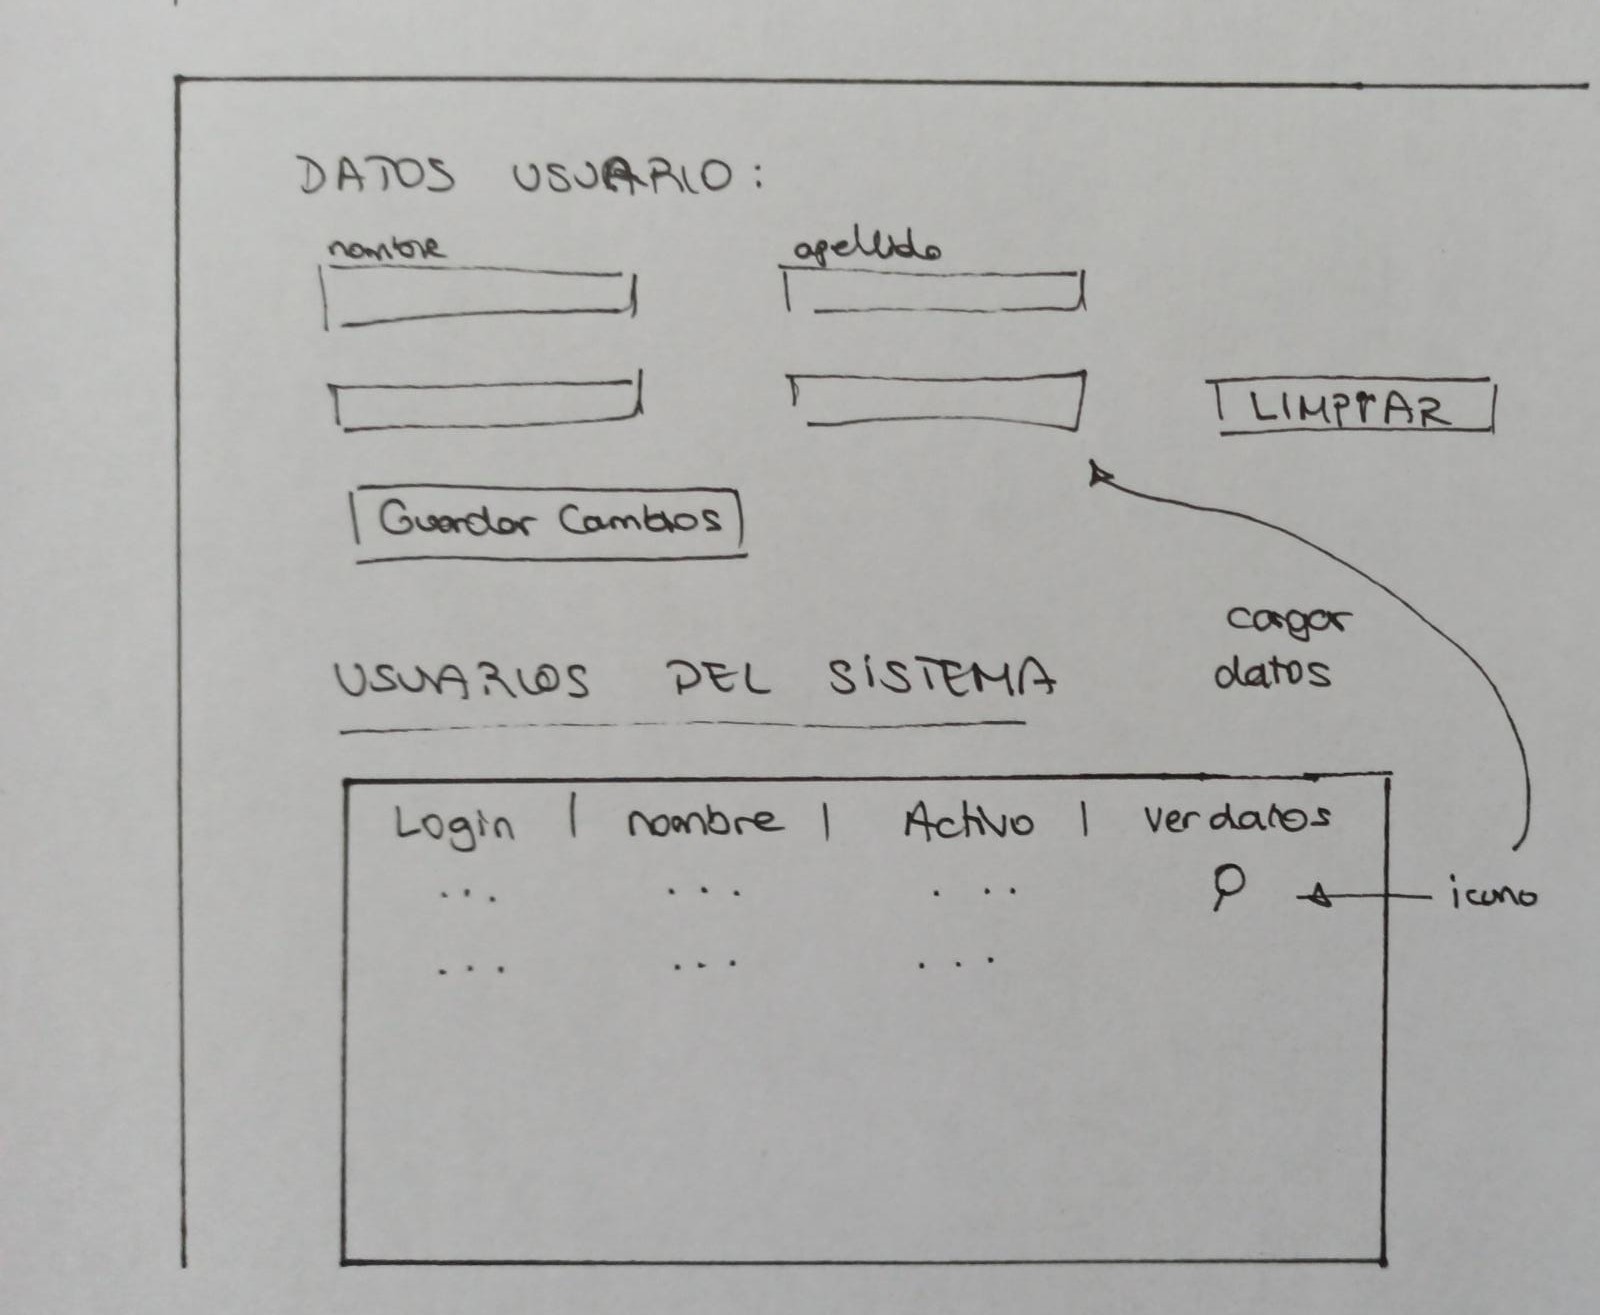 DATOS USUARIO:
nombre apellido
LIMPIAR
Guardar Cambios
cargar
datos
USUARIOS DEL SISTEMA
Login | nombre | Activo | ver datos
... ... ...
icono
... ... ...